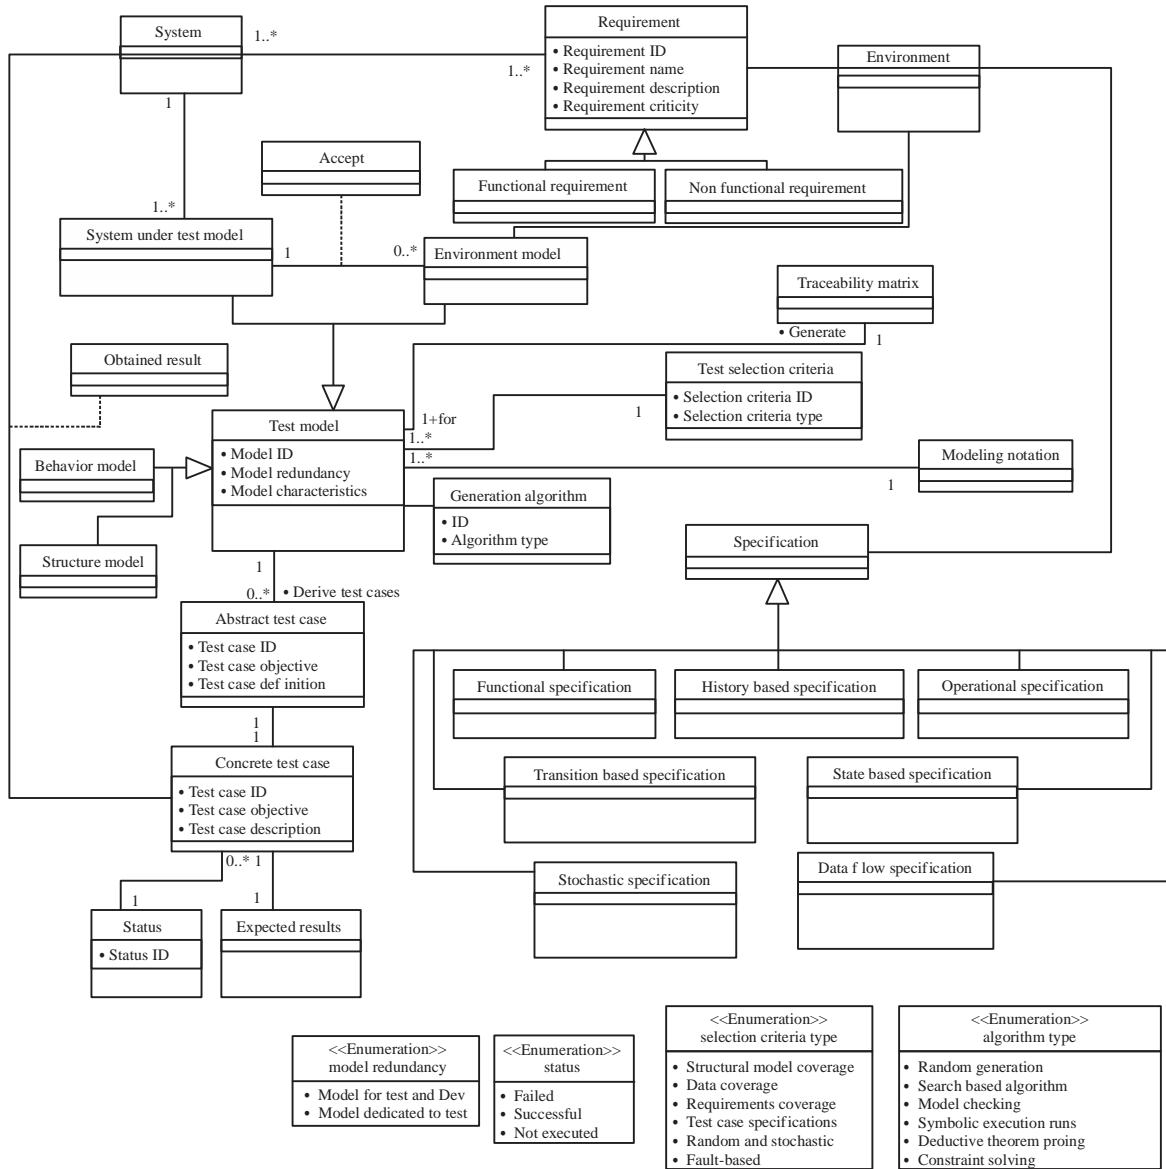 System
1..*
Requirement
• Requirement ID
• Requirement name
• Requirement description
• Requirement criticity
1..*
Environment
1
Accept
Functional requirement
Non functional requirement
1..*
System under test model
1
0..*
Environment model
Traceability matrix
• Generate
1
Obtained result
Test selection criteria
• Selection criteria ID
• Selection criteria type
1
1+for
1..*
1..*
Test model
• Model ID
• Model redundancy
• Model characteristics
Behavior model
Modeling notation
1
Generation algorithm
• ID
• Algorithm type
Structure model
Specification
1
0..*
• Derive test cases
Abstract test case
• Test case ID
• Test case objective
• Test case def inition
Functional specification
History based specification
Operational specification
1
1
Concrete test case
• Test case ID
• Test case objective
• Test case description
Transition based specification
State based specification
0..*
1
Stochastic specification
Data f low specification
1
1
Status
• Status ID
Expected results
<<Enumeration>>
model redundancy
• Model for test and Dev
• Model dedicated to test
<<Enumeration>>
status
• Failed
• Successful
• Not executed
<<Enumeration>>
selection criteria type
• Structural model coverage
• Data coverage
• Requirements coverage
• Test case specifications
• Random and stochastic
• Fault-based
<<Enumeration>>
algorithm type
• Random generation
• Search based algorithm
• Model checking
• Symbolic execution runs
• Deductive theorem proing
• Constraint solving